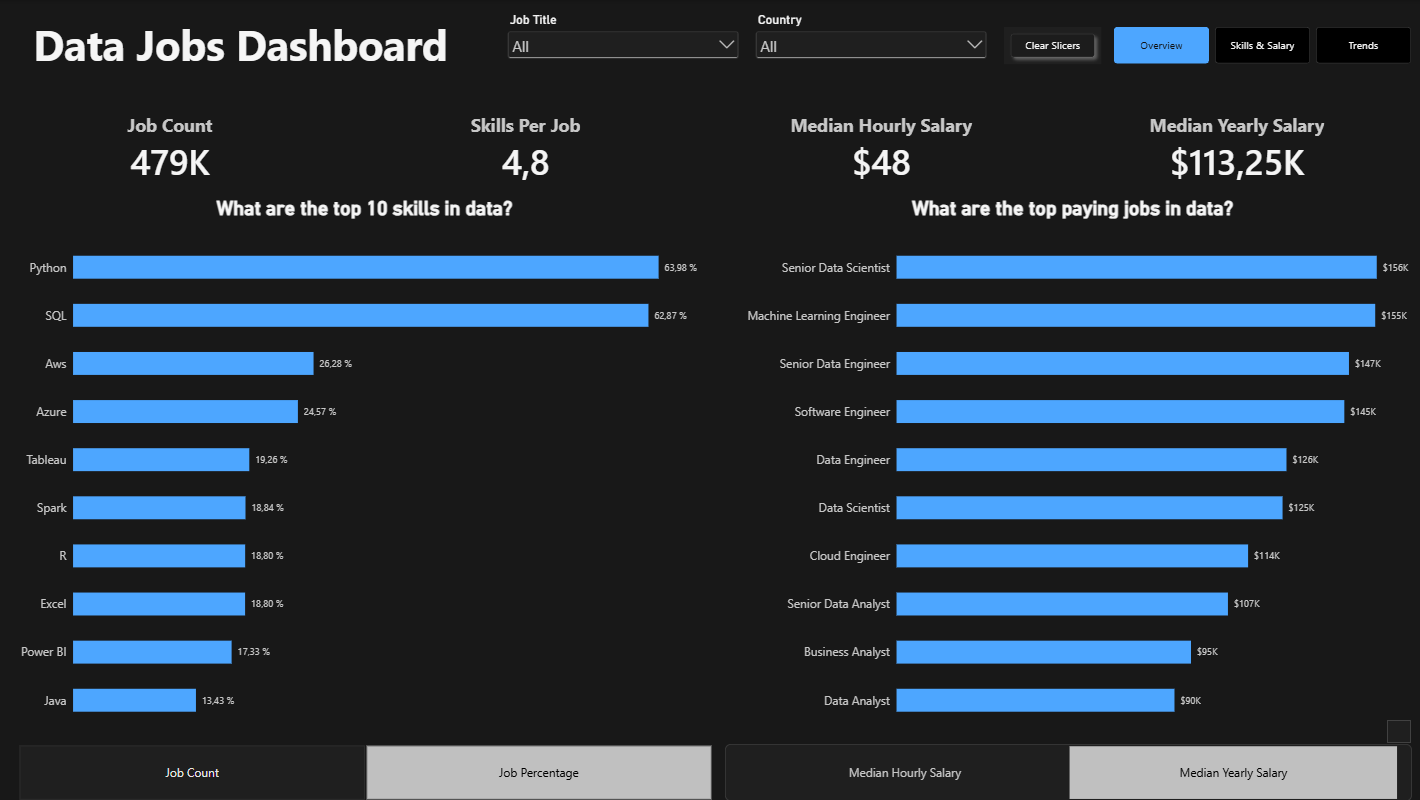 Data Jobs Dashboard
Job Title
All
Country
All
Clear Slicers
Overview
Skills & Salary
Trends
Job Count
479K
Skills Per Job
4,8
Median Hourly Salary
$48
Median Yearly Salary
$113,25K
What are the top 10 skills in data?
Python 63,98 %
SQL 62,87 %
Aws 26,28 %
Azure 24,57 %
Tableau 19,26 %
Spark 18,84 %
R 18,80 %
Excel 18,80 %
Power BI 17,33 %
Java 13,43 %
Job Count
Job Percentage
What are the top paying jobs in data?
Senior Data Scientist $156K
Machine Learning Engineer $155K
Senior Data Engineer $147K
Software Engineer $145K
Data Engineer $126K
Data Scientist $125K
Cloud Engineer $114K
Senior Data Analyst $107K
Business Analyst $95K
Data Analyst $90K
Median Hourly Salary
Median Yearly Salary